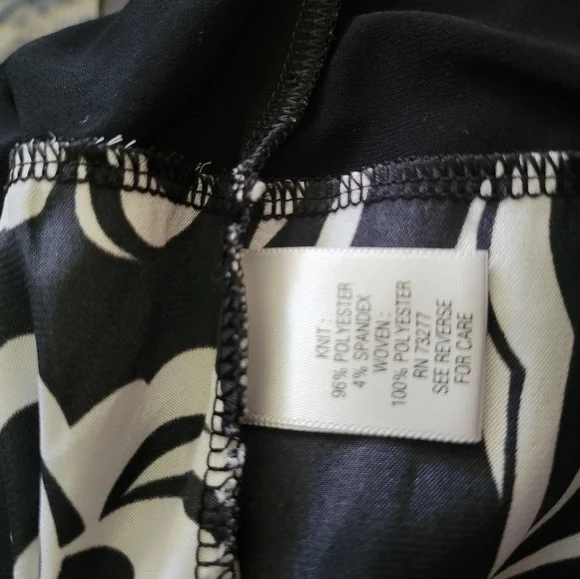 KNIT :
96% POLYESTER
4% SPANDEX
WOVEN :
100% POLYESTER
RN 73277
SEE REVERSE
FOR CARE